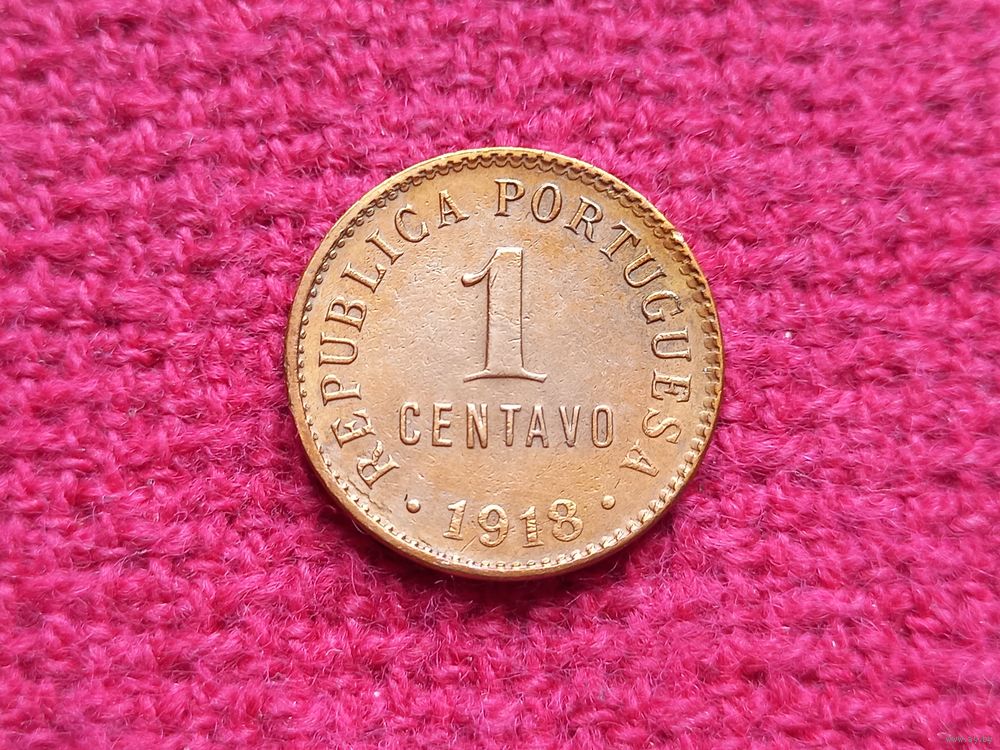 REPUBLICA PORTUGUESA
1
CENTAVO
• 1918 •